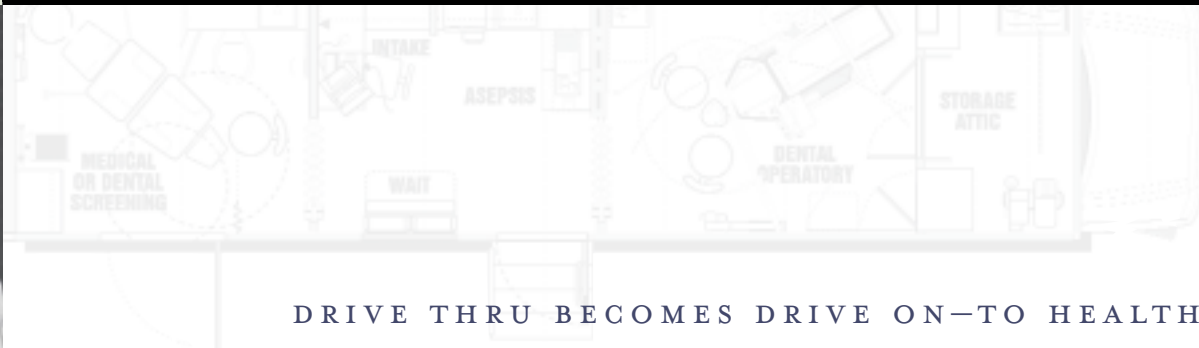 INTAKE
ASEPSIS
STORAGE
ATTIC
MEDICAL
OR DENTAL
SCREENING
WAIT
DENTAL
OPERATORY
DRIVE THRU BECOMES DRIVE ON—TO HEALTH